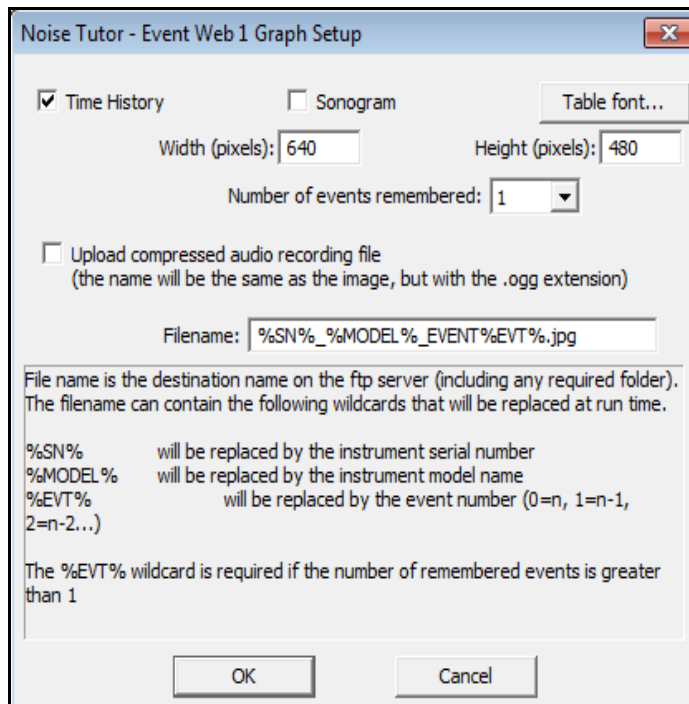 Noise Tutor - Event Web 1 Graph Setup
Time History Sonogram Table font...
Width (pixels): 640 Height (pixels): 480
Number of events remembered: 1
Upload compressed audio recording file
(the name will be the same as the image, but with the .ogg extension)
Filename: %SN%_%MODEL%_EVENT%EVT%.jpg
File name is the destination name on the ftp server (including any required folder).
The filename can contain the following wildcards that will be replaced at run time.
%SN% will be replaced by the instrument serial number
%MODEL% will be replaced by the instrument model name
%EVT% will be replaced by the event number (0=n, 1=n-1,
2=n-2...)
The %EVT% wildcard is required if the number of remembered events is greater
than 1
OK Cancel